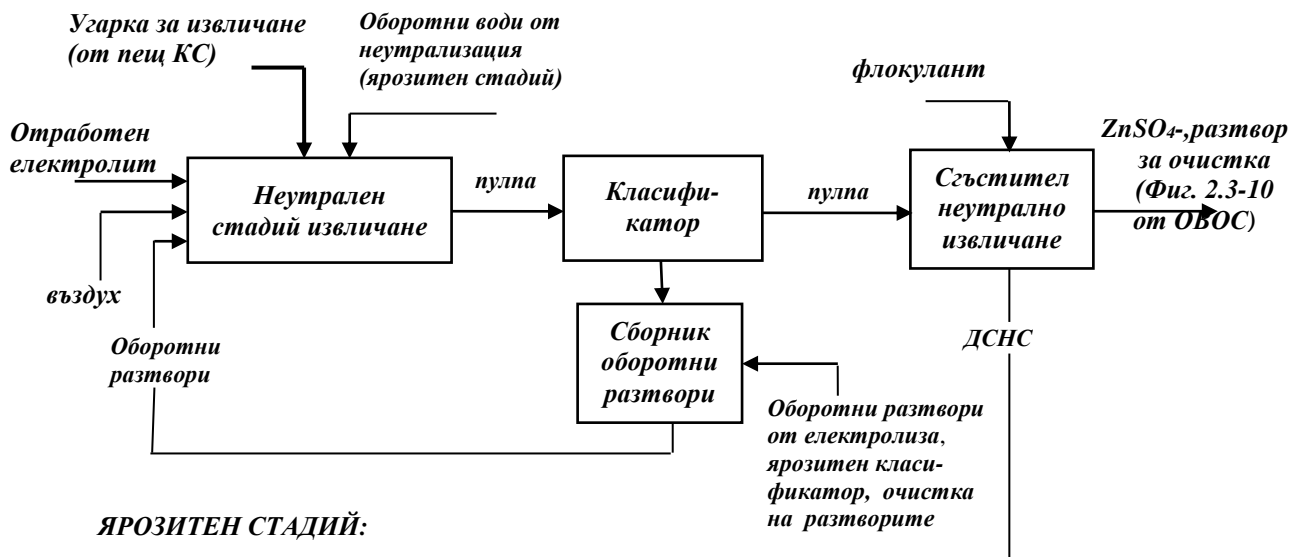 Угарка за извличане
(от пещ КС)
Оборотни води от
неутрализация
(ярозитен стадий)
флокулант
Отработен
електролит
ZnSO4-,разтвор
за очистка
(Фиг. 2.3-10
от ОВОС)
Неутрален
стадий извличане
пулпа
Класифи-
катор
пулпа
Сгъстител
неутрално
извличане
въздух
Оборотни
разтвори
Сборник
оборотни
разтвори
ДСНС
Оборотни разтвори
от електролиза,
ярозитен класи-
фикатор, очистка
на разтворите
ЯРОЗИТЕН СТАДИЙ: